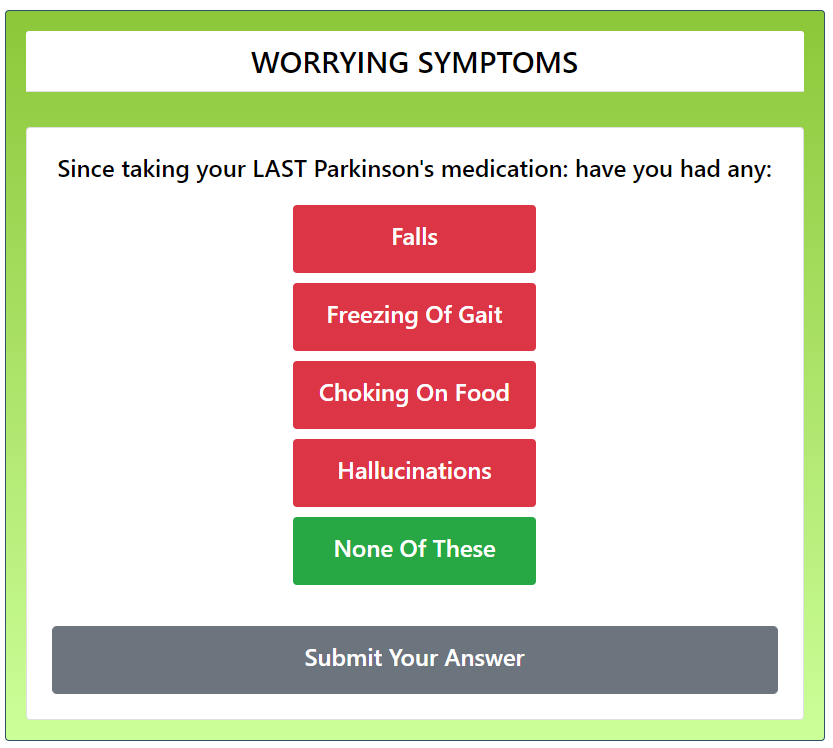 WORRYING SYMPTOMS
Since taking your LAST Parkinson's medication: have you had any:
Falls
Freezing Of Gait
Choking On Food
Hallucinations
None Of These
Submit Your Answer